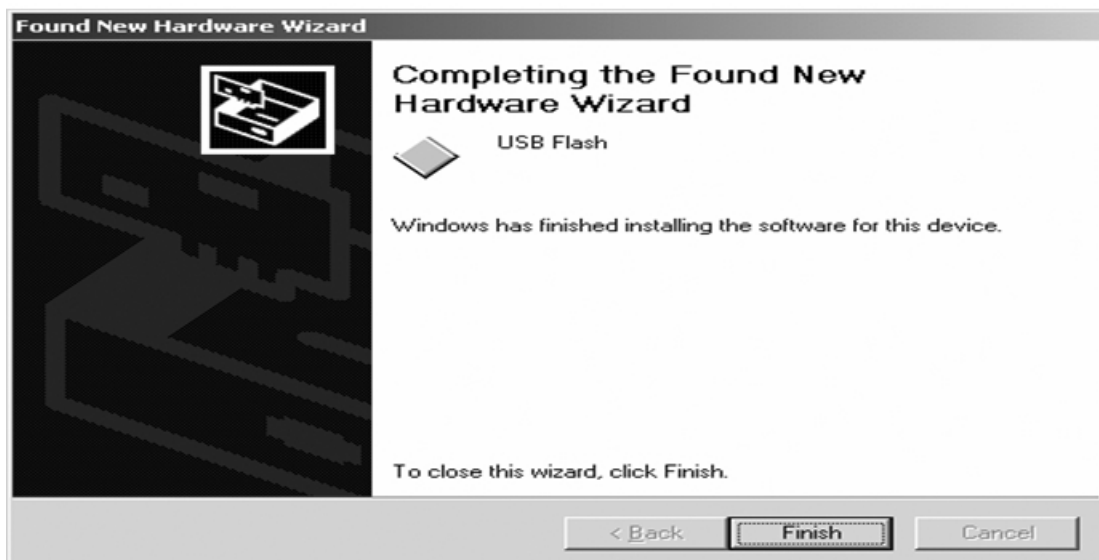 Found New Hardware Wizard
Completing the Found New
Hardware Wizard
USB Flash
Windows has finished installing the software for this device.
To close this wizard, click Finish.
< Back
Finish
Cancel